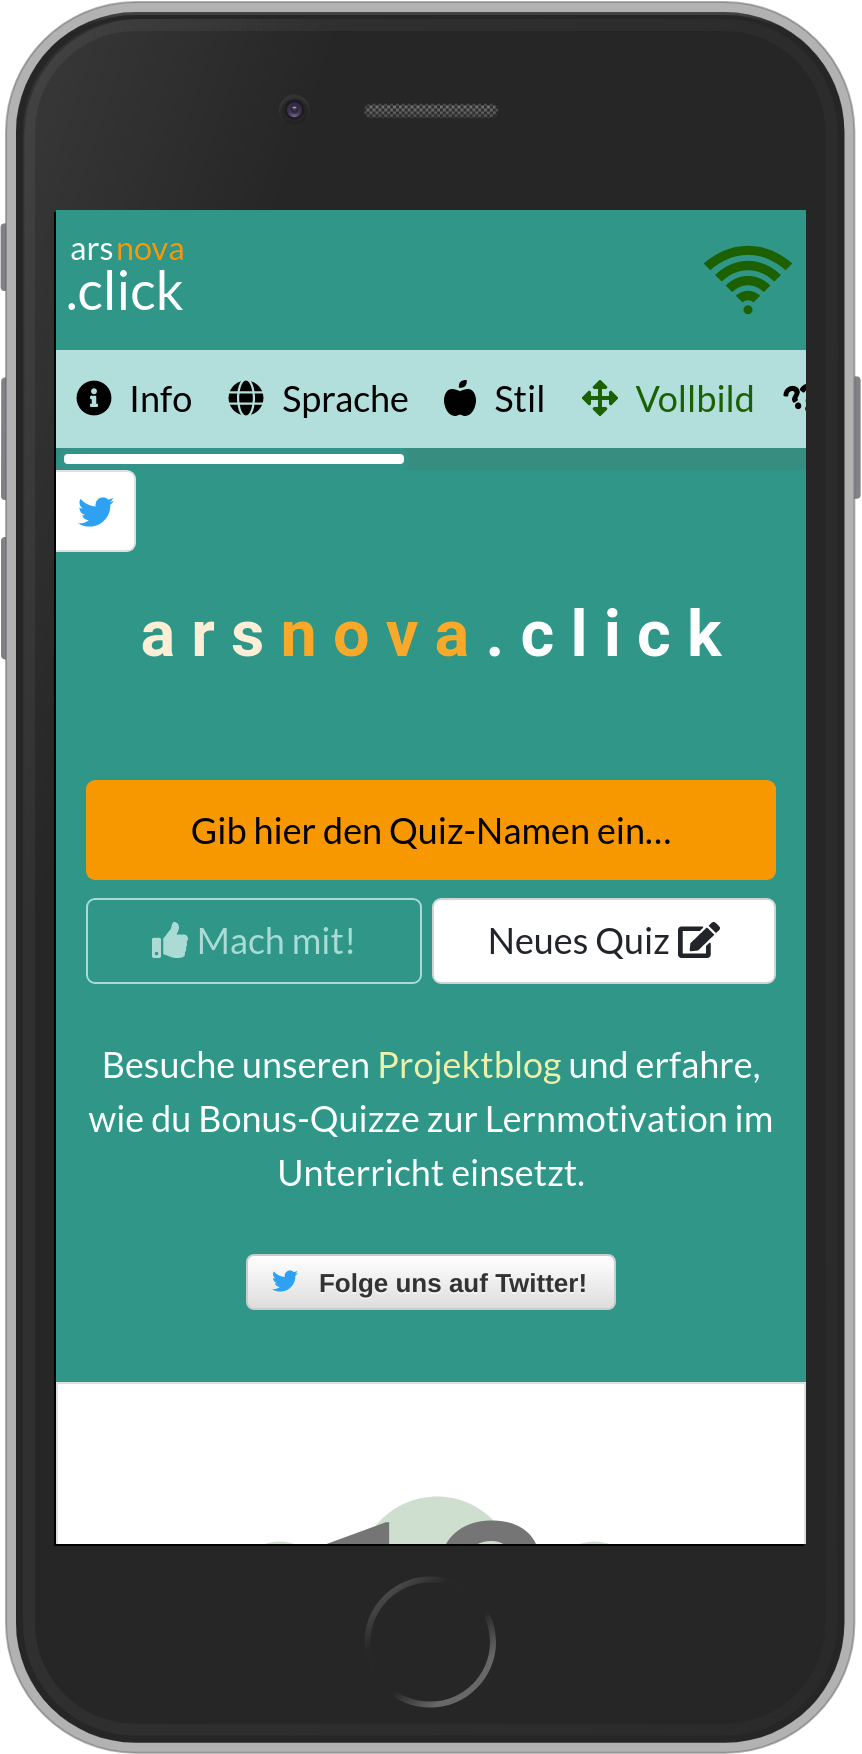 arsnova
.click
Info Sprache Stil Vollbild
arsnova.click
Gib hier den Quiz-Namen ein...
Mach mit! Neues Quiz
Besuche unseren Projektblog und erfahre,
wie du Bonus-Quizze zur Lernmotivation im
Unterricht einsetzt.
Folge uns auf Twitter!